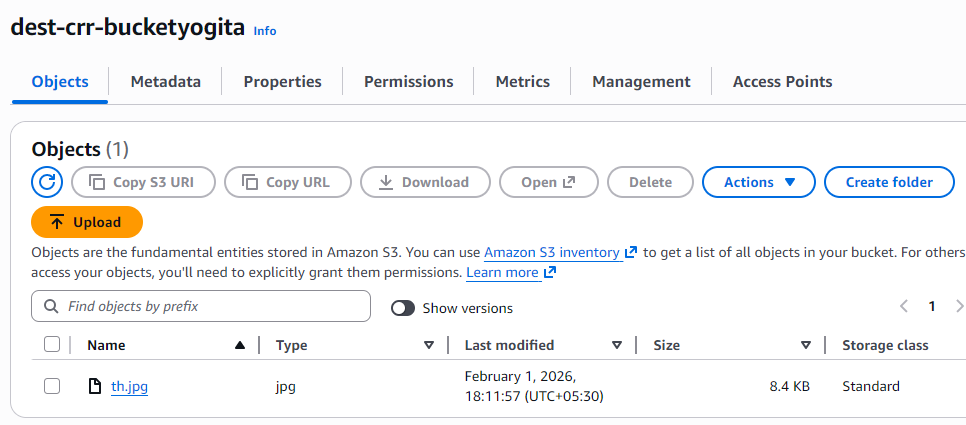 dest-crr-bucketyogita Info
Objects Metadata Properties Permissions Metrics Management Access Points
Objects (1)
Copy S3 URI Copy URL Download Open Delete Actions Create folder
Upload
Objects are the fundamental entities stored in Amazon S3. You can use Amazon S3 inventory to get a list of all objects in your bucket. For others
access your objects, you'll need to explicitly grant them permissions. Learn more
Find objects by prefix Show versions 1
Name Type Last modified Size Storage class
th.jpg jpg February 1, 2026, 8.4 KB Standard
18:11:57 (UTC+05:30)